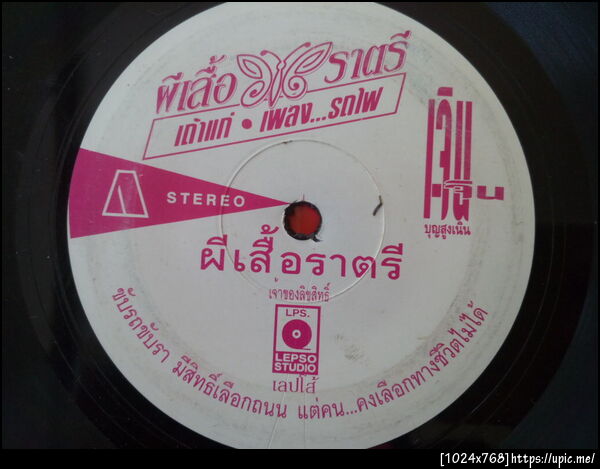 ผีเสื้อ ราตรี
เถ้าแก่ • เพลง...รถไฟ
เจิน
เจิน
บุญสูงเนิน
STEREO
ผีเสื้อราตรี
เจ้าของลิขสิทธิ์
LPS.
LEPSO
STUDIO
เลปโส้
ขับรถขับรา มีสิทธิ์เลือกถนน แต่คน...คงเลือกทางชีวิตไม่ได้
[1024x768]https://upic.me/